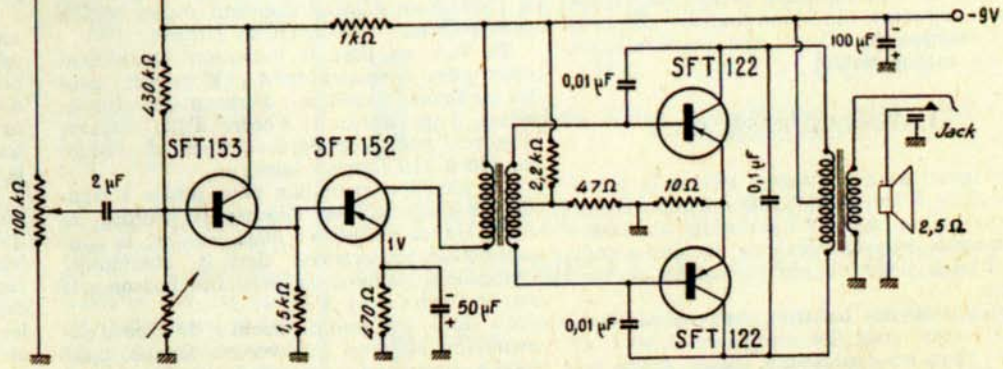 -9V
1kΩ
100µF
-
+
430kΩ
0,01µF
SFT 122
Jack
SFT153
SFT152
2,2kΩ
100kΩ
2µF
47Ω
10Ω
0,1µF
2,5Ω
1V
1,5kΩ
470Ω
-
50µF
+
0,01µF
SFT 122